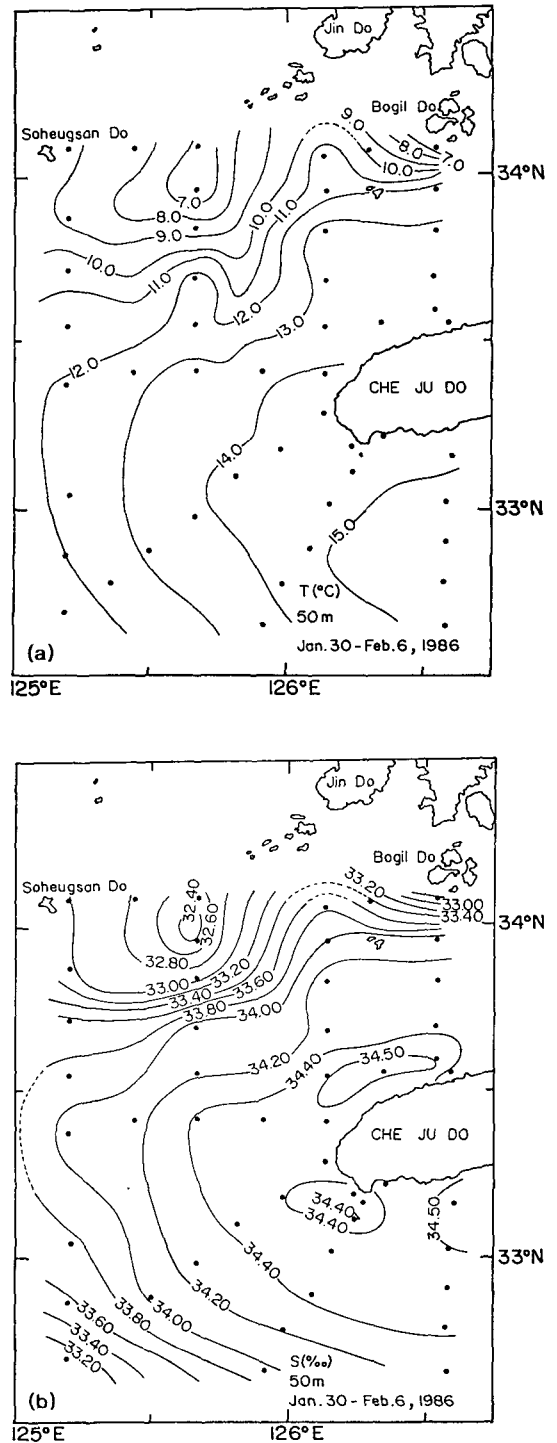 Jin Do
Bogil Do
Soheugsan Do
9.0
8.0
7.0
10.0
34°N
7.0
8.0
9.0
10.0
11.0
10.0
11.0
12.0
13.0
12.0
CHE JU DO
14.0
33°N
15.0
T (°C)
50 m
Jan. 30 - Feb. 6, 1986
(a)
125°E
126°E
Jin Do
Bogil Do
Soheugsan Do
33.20
33.00
33.40
32.40
32.60
34°N
32.80
33.00
33.20
33.40
33.60
33.80
34.00
34.20
34.40
34.50
CHE JU DO
34.40
34.40
34.50
34.40
33°N
34.20
34.00
33.80
33.60
33.40
33.20
S (‰)
50 m
Jan. 30 - Feb. 6, 1986
(b)
125°E
126°E